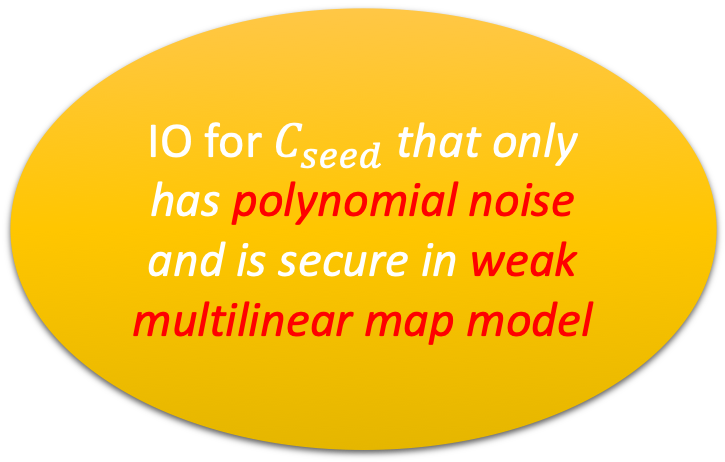 IO for C_seed that only
has polynomial noise
and is secure in weak
multilinear map model